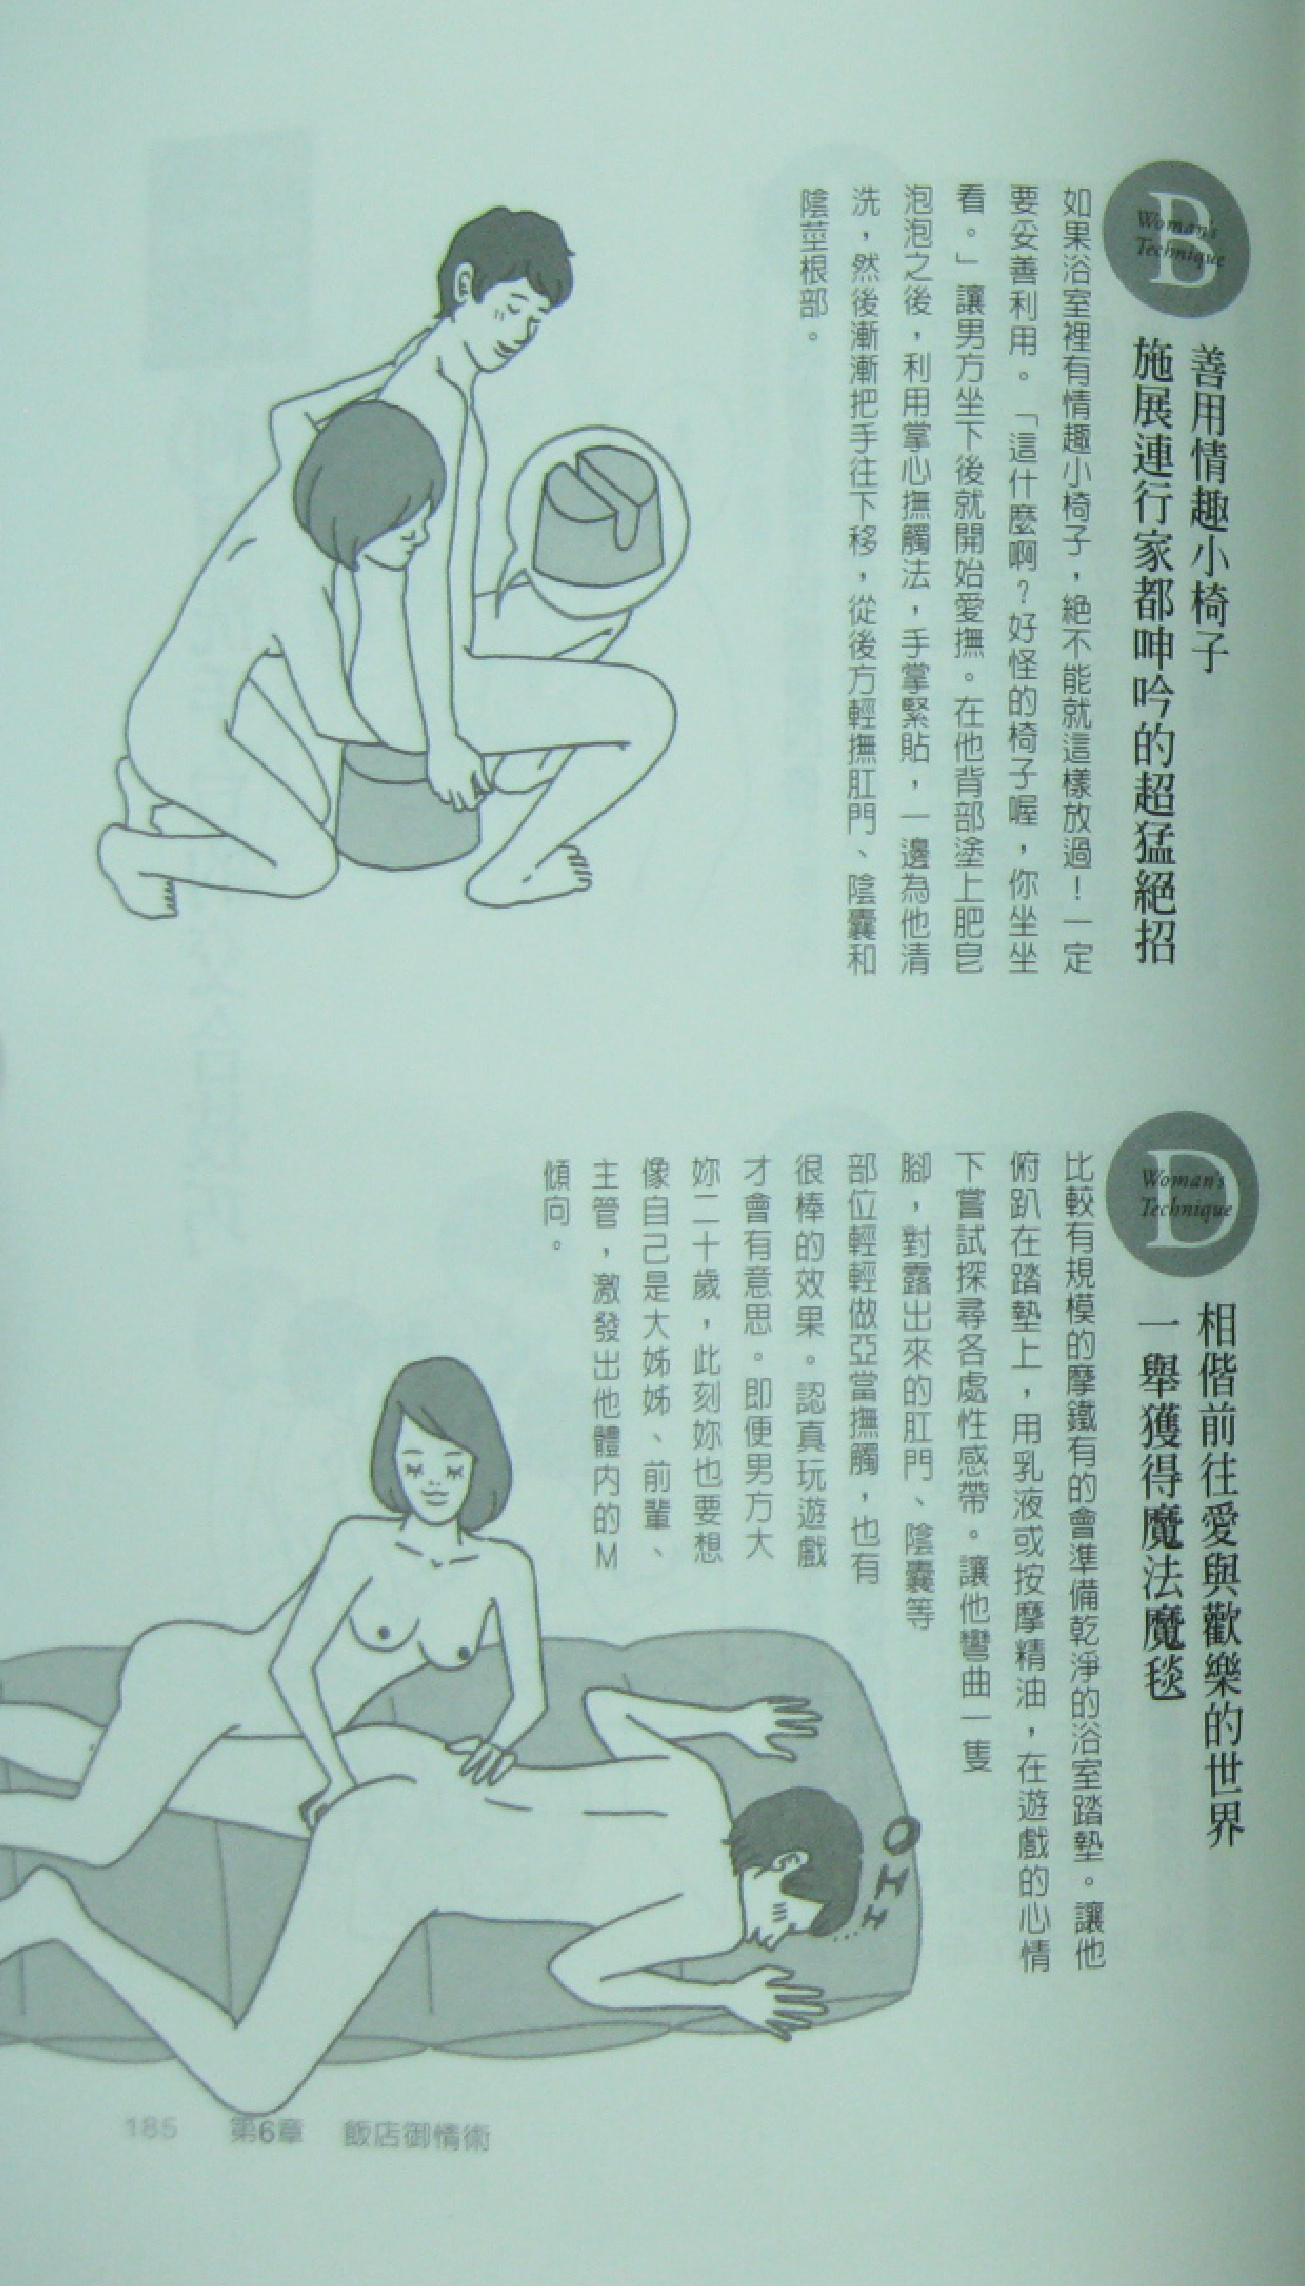 B
Woman's
Technique
善用情趣小椅子
施展連行家都呻吟的超猛絕招
如果浴室裡有情趣小椅子，絕不能就這樣放過！一定
要妥善利用。「這什麼啊？好怪的椅子喔，你坐坐
看。」讓男方坐下後就開始愛撫。在他背部塗上肥皂
泡泡之後，利用掌心撫觸法，手掌緊貼，一邊為他清
洗，然後漸漸把手往下移，從後方輕撫肛門、陰囊和
陰莖根部。
D
Woman's
Technique
相偕前往愛與歡樂的世界
一舉獲得魔法魔毯
比較有規模的摩鐵有的會準備乾淨的浴室踏墊。讓他
俯趴在踏墊上，用乳液或按摩精油，在遊戲的心情
下嘗試探尋各處性感帶。讓他彎曲一隻
腳，對露出來的肛門、陰囊等
部位輕輕做亞當撫觸，也有
很棒的效果。認真玩遊戲
才會有意思。即便男方大
妳二十歲，此刻妳也要想
像自己是大姊姊、前輩、
主管，激發出他體內的M
傾向。
185 第6章 飯店御情術